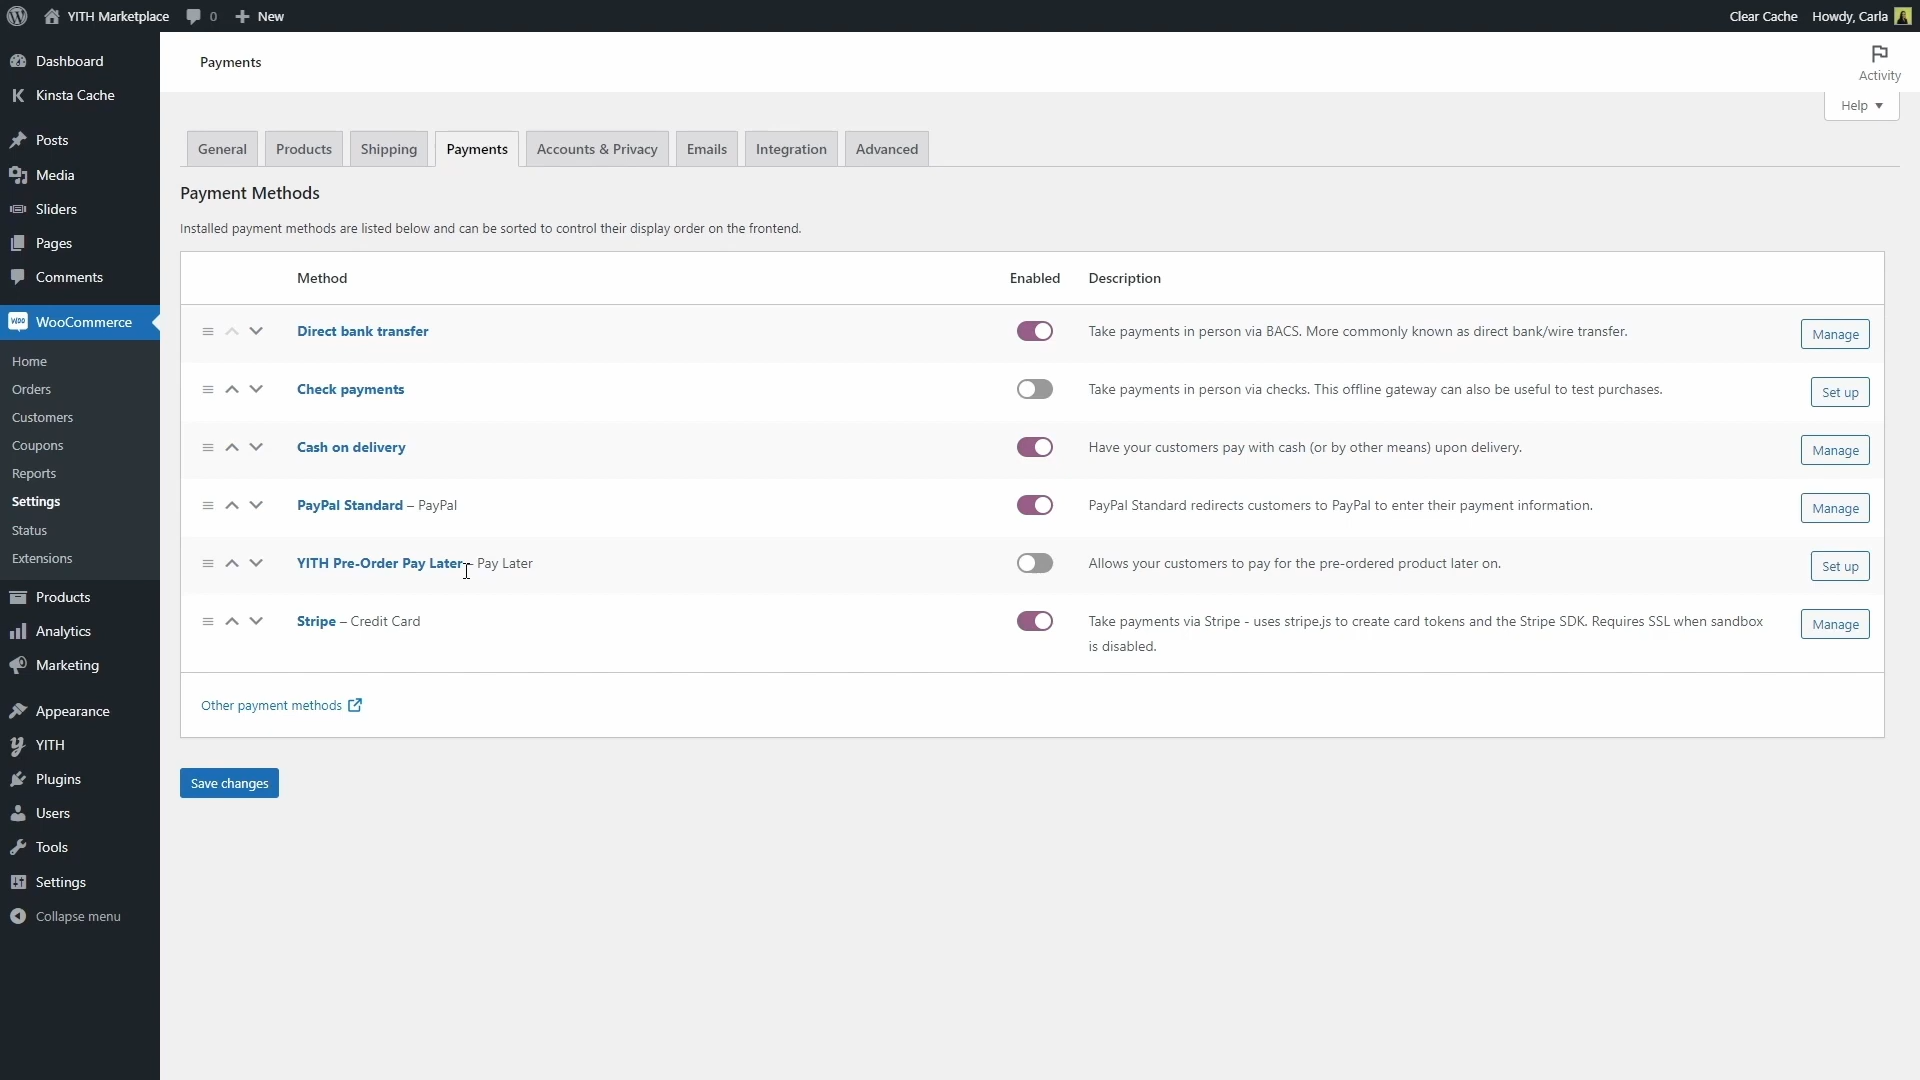 YITH Marketplace
0
New
Clear Cache
Howdy, Carla
Dashboard
Kinsta Cache
Posts
Media
Sliders
Pages
Comments
WooCommerce
Home
Orders
Customers
Coupons
Reports
Settings
Status
Extensions
Products
Analytics
Marketing
Appearance
YITH
Plugins
Users
Tools
Settings
Collapse menu
Payments
Activity
Help
General
Products
Shipping
Payments
Accounts & Privacy
Emails
Integration
Advanced
Payment Methods
Installed payment methods are listed below and can be sorted to control their display order on the frontend.
Method
Enabled
Description
Direct bank transfer
Take payments in person via BACS. More commonly known as direct bank/wire transfer.
Manage
Check payments
Take payments in person via checks. This offline gateway can also be useful to test purchases.
Set up
Cash on delivery
Have your customers pay with cash (or by other means) upon delivery.
Manage
PayPal Standard – PayPal
PayPal Standard redirects customers to PayPal to enter their payment information.
Manage
YITH Pre-Order Pay Later – Pay Later
Allows your customers to pay for the pre-ordered product later on.
Set up
Stripe – Credit Card
Take payments via Stripe - uses stripe.js to create card tokens and the Stripe SDK. Requires SSL when sandbox
is disabled.
Manage
Other payment methods
Save changes